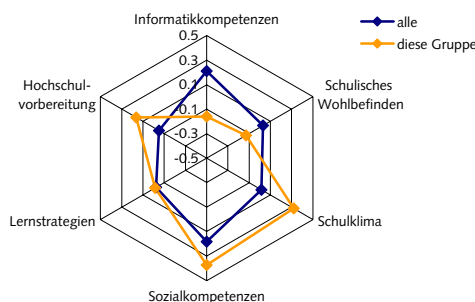 Informatikkompetenzen
alle
diese Gruppe
0.5
0.3
0.1
-0.1
-0.3
-0.5
Schulisches
Wohlbefinden
Schulklima
Sozialkompetenzen
Lernstrategien
Hochschul-
vorbereitung